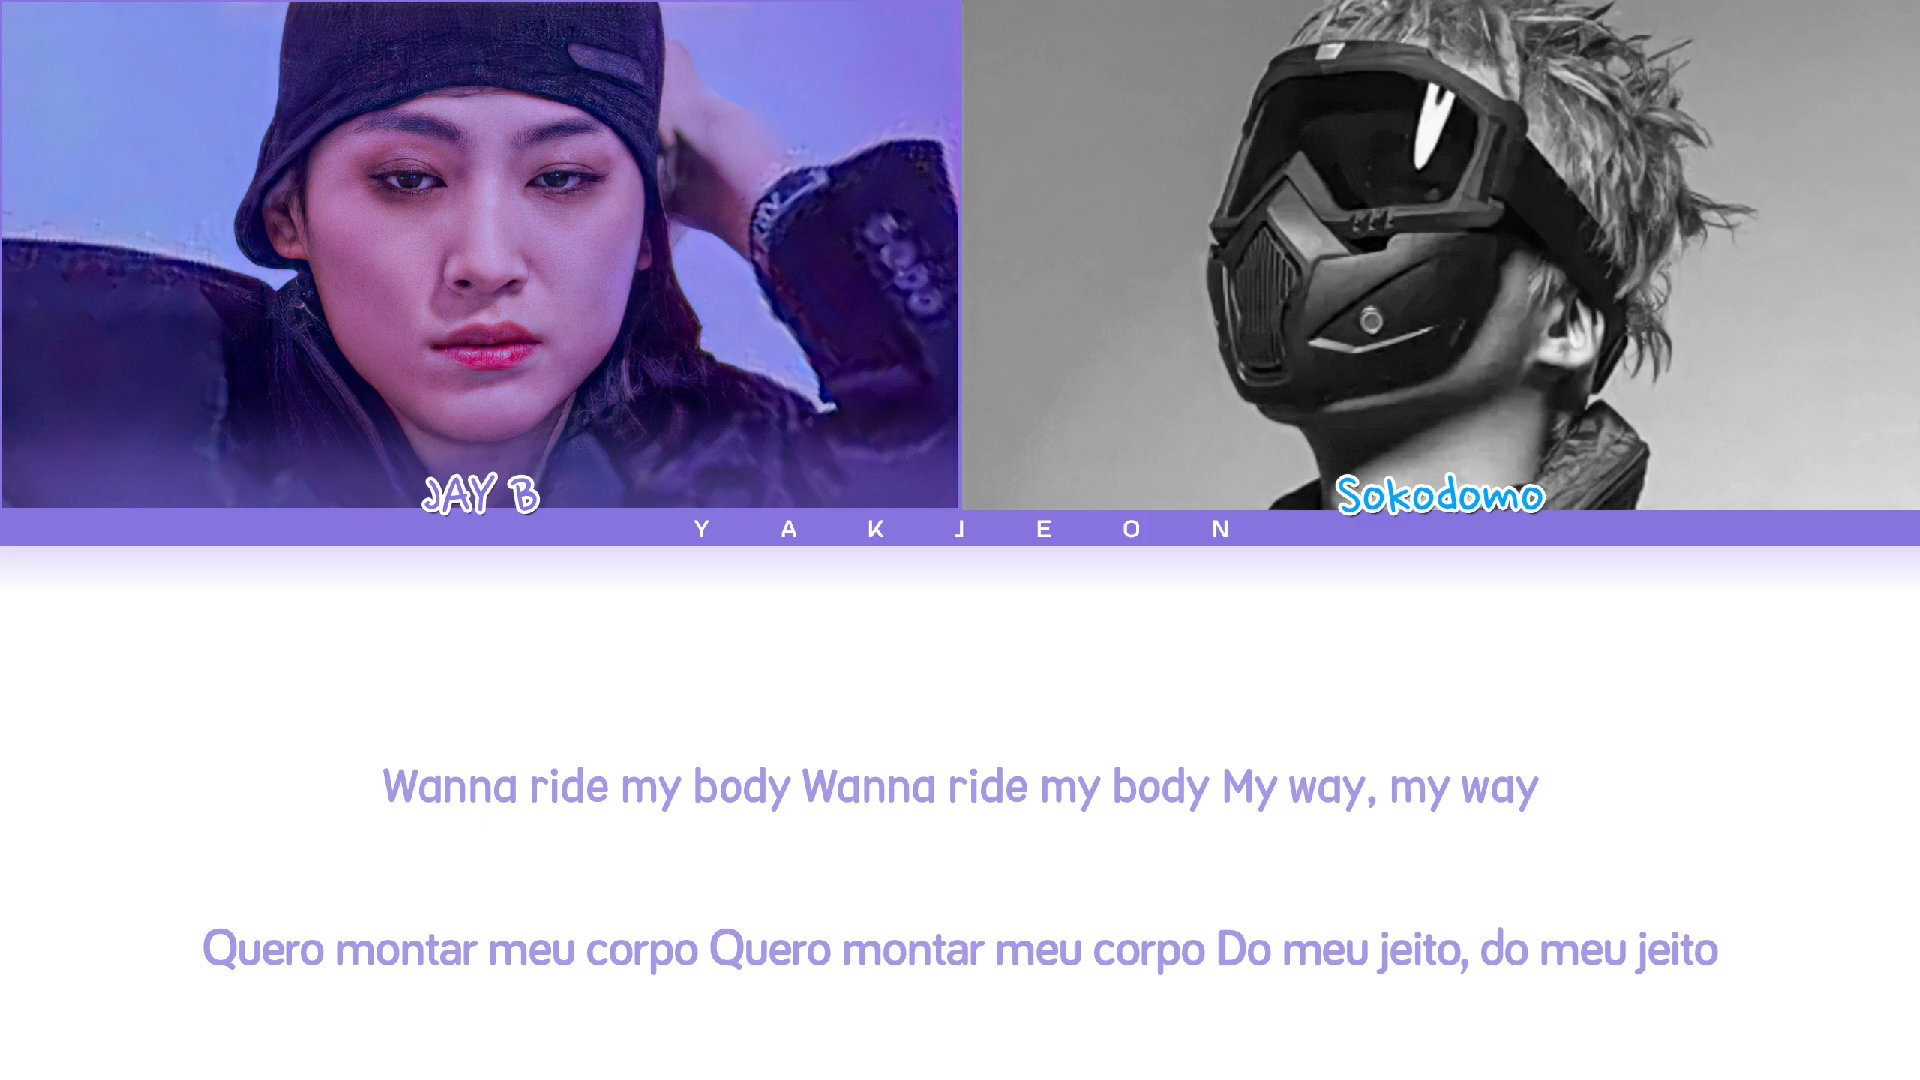 JAY B
Sokodomo
YAKJEON
Wanna ride my body Wanna ride my body My way, my way
Quero montar meu corpo Quero montar meu corpo Do meu jeito, do meu jeito